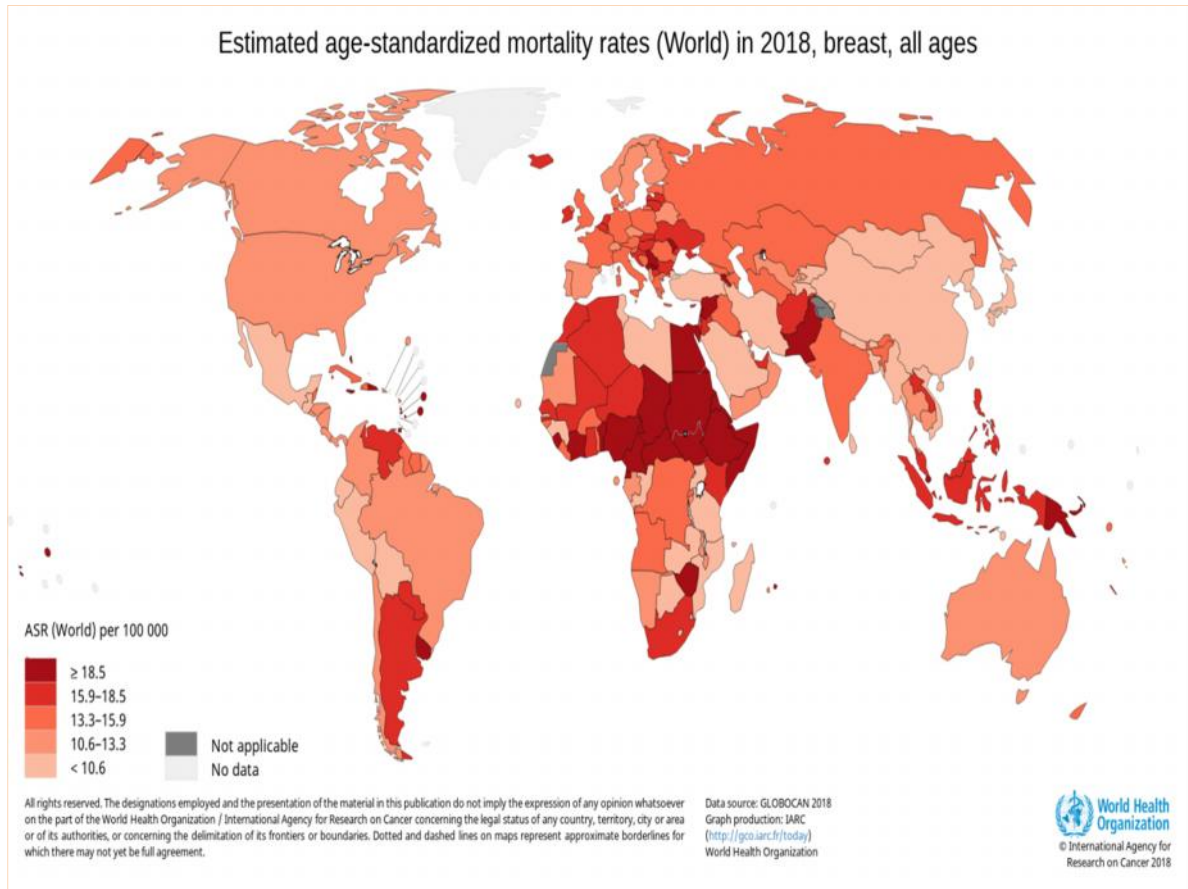 Estimated age-standardized mortality rates (World) in 2018, breast, all ages
ASR (World) per 100 000
≥ 18.5
15.9–18.5
13.3–15.9
10.6–13.3
< 10.6
Not applicable
No data
All rights reserved. The designations employed and the presentation of the material in this publication do not imply the expression of any opinion whatsoever
on the part of the World Health Organization / International Agency for Research on Cancer concerning the legal status of any country, territory, city or area
or of its authorities, or concerning the delimitation of its frontiers or boundaries. Dotted and dashed lines on maps represent approximate borderlines for
which there may not yet be full agreement.
Data source: GLOBOCAN 2018
Graph production: IARC
(http://gco.iarc.fr/today)
World Health Organization
World Health
Organization
© International Agency for
Research on Cancer 2018